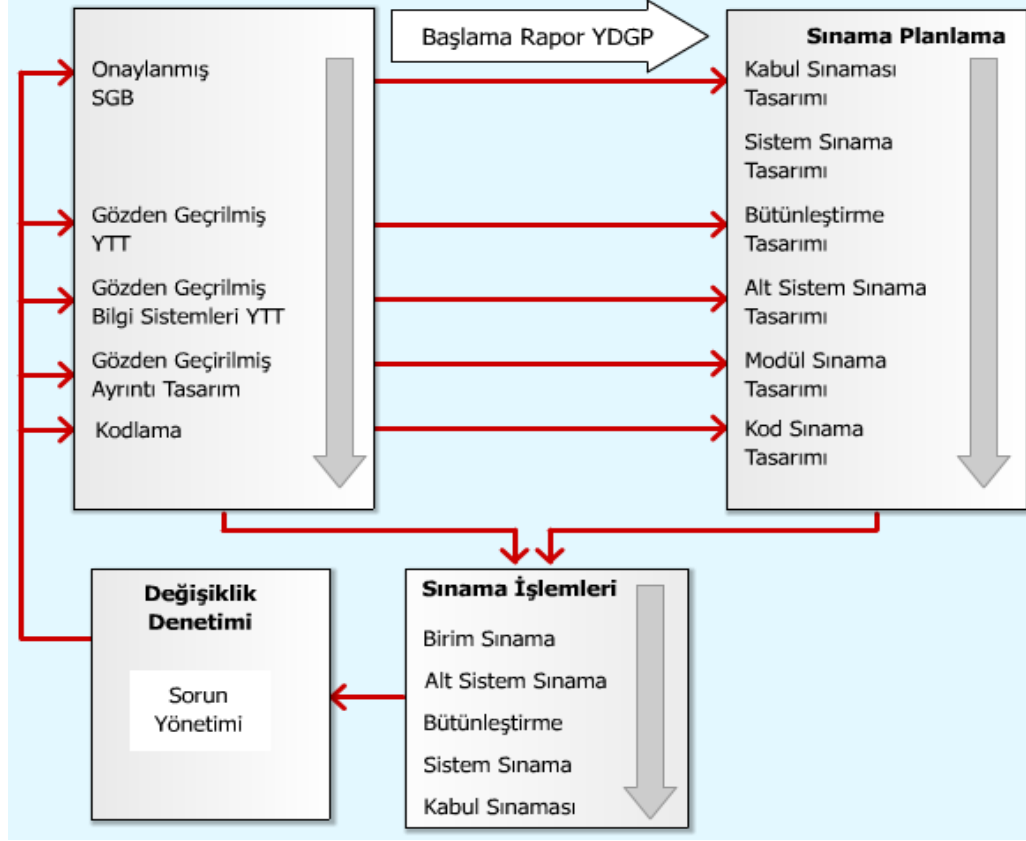 Başlama Rapor YDGP
Onaylanmış
SGB
Gözden Geçrilmiş
YTT
Gözden Geçrilmiş
Bilgi Sistemleri YTT
Gözden Geçirilmiş
Ayrıntı Tasarım
Kodlama
Sınama Planlama
Kabul Sınaması
Tasarımı
Sistem Sınama
Tasarımı
Bütünleştirme
Tasarımı
Alt Sistem Sınama
Tasarımı
Modül Sınama
Tasarımı
Kod Sınama
Tasarımı
Değişiklik
Denetimi
Sorun
Yönetimi
Sınama İşlemleri
Birim Sınama
Alt Sistem Sınama
Bütünleştirme
Sistem Sınama
Kabul Sınaması